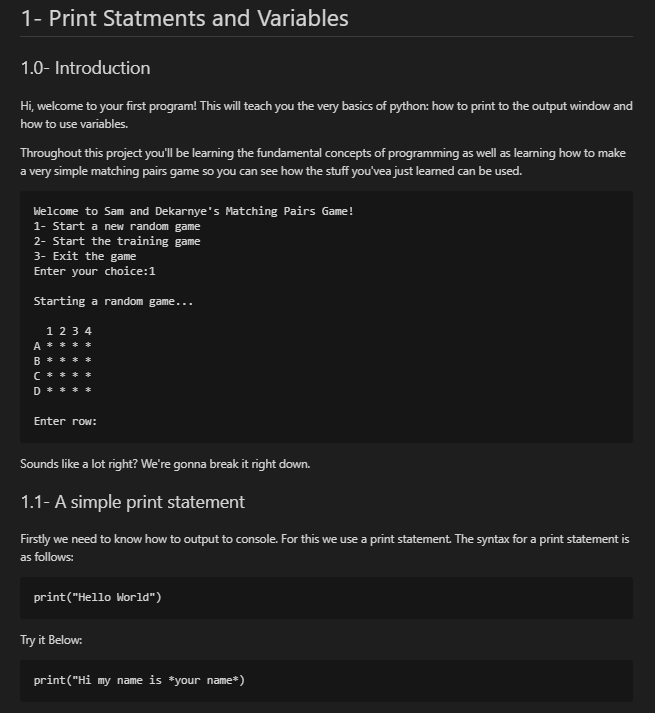 1- Print Statments and Variables
1.0- Introduction
Hi, welcome to your first program! This will teach you the very basics of python: how to print to the output window and
how to use variables.
Throughout this project you'll be learning the fundamental concepts of programming as well as learning how to make
a very simple matching pairs game so you can see how the stuff you'vea just learned can be used.
Welcome to Sam and Dekarnye's Matching Pairs Game!
1- Start a new random game
2- Start the training game
3- Exit the game
Enter your choice:1
Starting a random game...
1 2 3 4
A * * * *
B * * * *
C * * * *
D * * * *
Enter row:
Sounds like a lot right? We're gonna break it right down.
1.1- A simple print statement
Firstly we need to know how to output to console. For this we use a print statement. The syntax for a print statement is
as follows:
print("Hello World")
Try it Below:
print("Hi my name is *your name*)